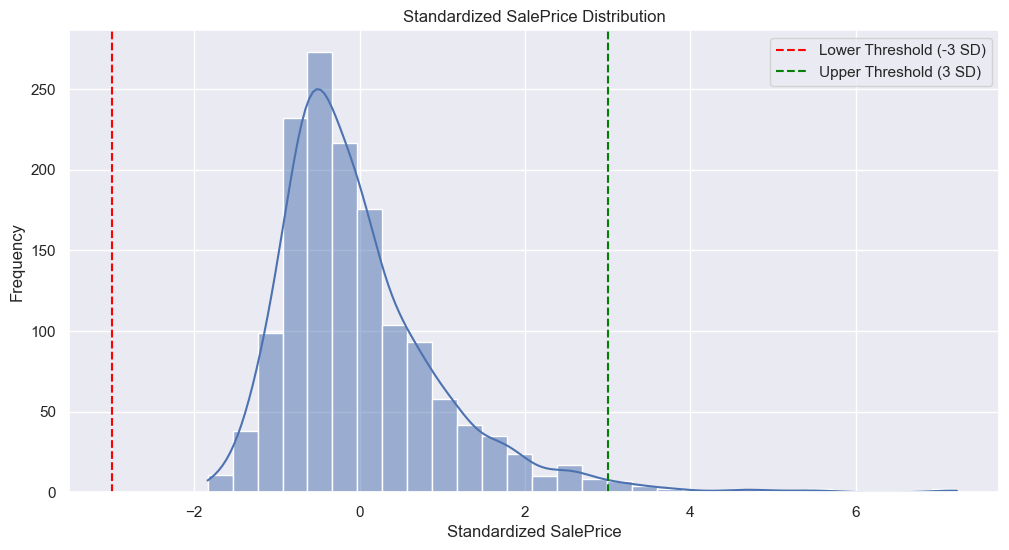 Standardized SalePrice Distribution
Lower Threshold (-3 SD)
Upper Threshold (3 SD)
Frequency
250
200
150
100
50
0
−2
0
2
4
6
Standardized SalePrice